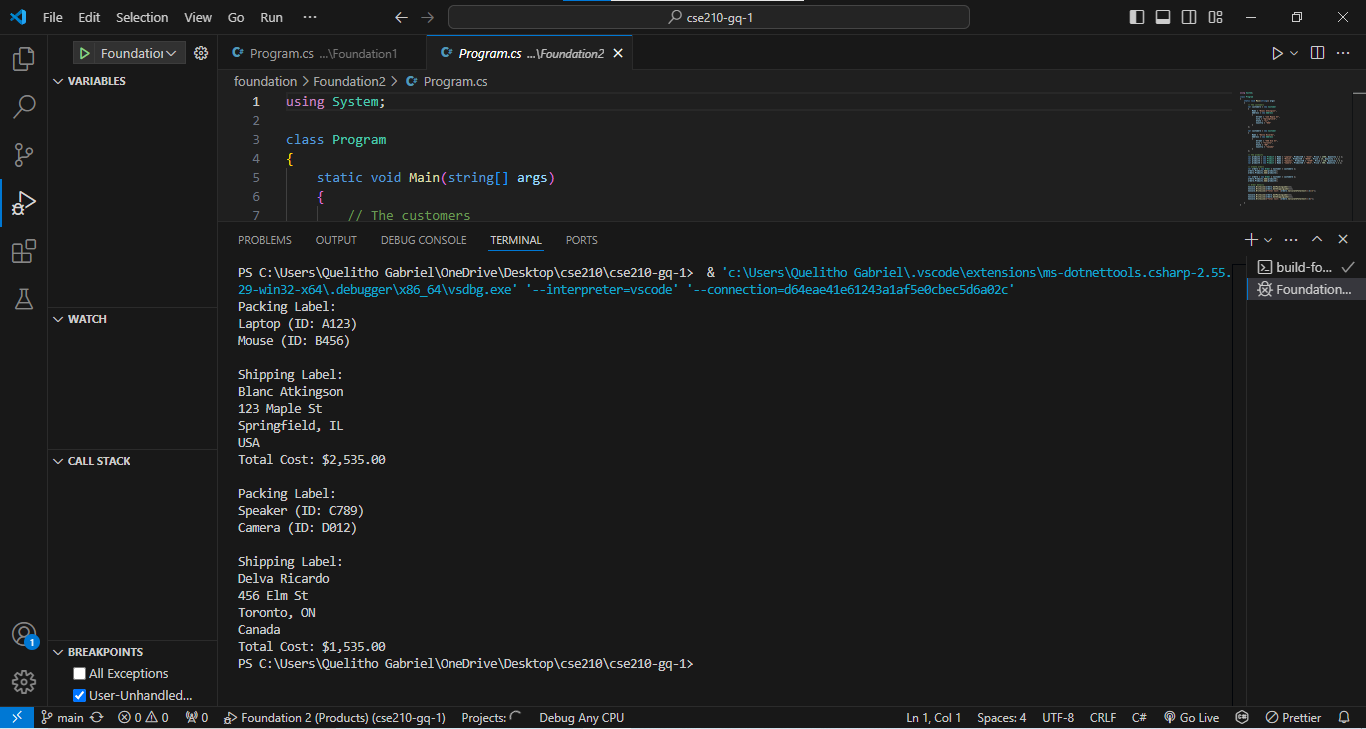 File Edit Selection View Go Run ··· cse210-gq-1
Foundation
Program.cs ...\Foundation1
Program.cs ...\Foundation2
VARIABLES
foundation > Foundation2 > Program.cs
1 using System;
2
3 class Program
4 {
5 static void Main(string[] args)
6 {
7 // The customers
PROBLEMS OUTPUT DEBUG CONSOLE TERMINAL PORTS
PS C:\Users\Quelitho Gabriel\OneDrive\Desktop\cse210\cse210-gq-1> & 'c:\Users\Quelitho Gabriel\.vscode\extensions\ms-dotnettools.csharp-2.55.
29-win32-x64\.debugger\x86_64\vsdbg.exe' '--interpreter=vscode' '--connection=d64eae41e61243a1af5e0cbec5d6a02c'
Packing Label:
Laptop (ID: A123)
Mouse (ID: B456)
Shipping Label:
Blanc Atkingson
123 Maple St
Springfield, IL
USA
Total Cost: $2,535.00
Packing Label:
Speaker (ID: C789)
Camera (ID: D012)
Shipping Label:
Delva Ricardo
456 Elm St
Toronto, ON
Canada
Total Cost: $1,535.00
PS C:\Users\Quelitho Gabriel\OneDrive\Desktop\cse210\cse210-gq-1>
build-fo...
Foundation...
WATCH
CALL STACK
BREAKPOINTS
All Exceptions
User-Unhandled...
1
main 0 0 0 Foundation 2 (Products) (cse210-gq-1) Projects: Debug Any CPU Ln 1, Col 1 Spaces: 4 UTF-8 CRLF C# Go Live Prettier